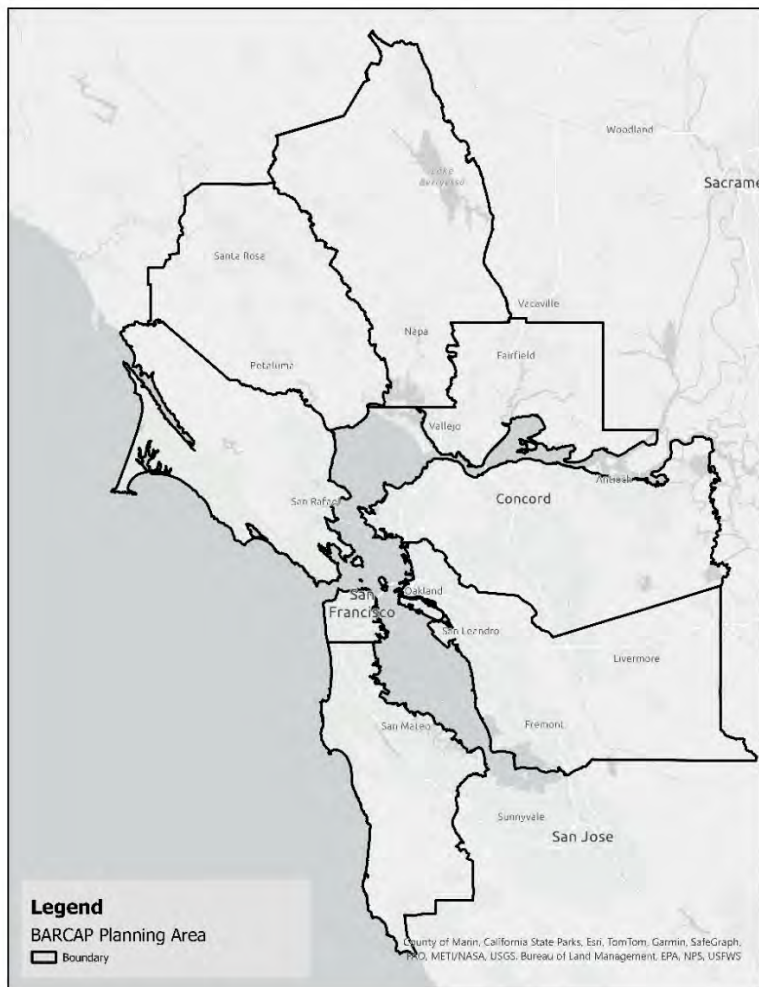 Woodland
Sacrame
Lake
Berryessa
Santa Rosa
Vacaville
Napa
Fairfield
Petaluma
Vallejo
Antioch
Concord
San Rafael
San
Francisco
Oakland
San Leandro
Livermore
San Mateo
Fremont
Sunnyvale
San Jose
Legend
BARCAP Planning Area
Boundary
County of Marin, California State Parks, Esri, TomTom, Garmin, SafeGraph,
FAO, METI/NASA, USGS, Bureau of Land Management, EPA, NPS, USFWS